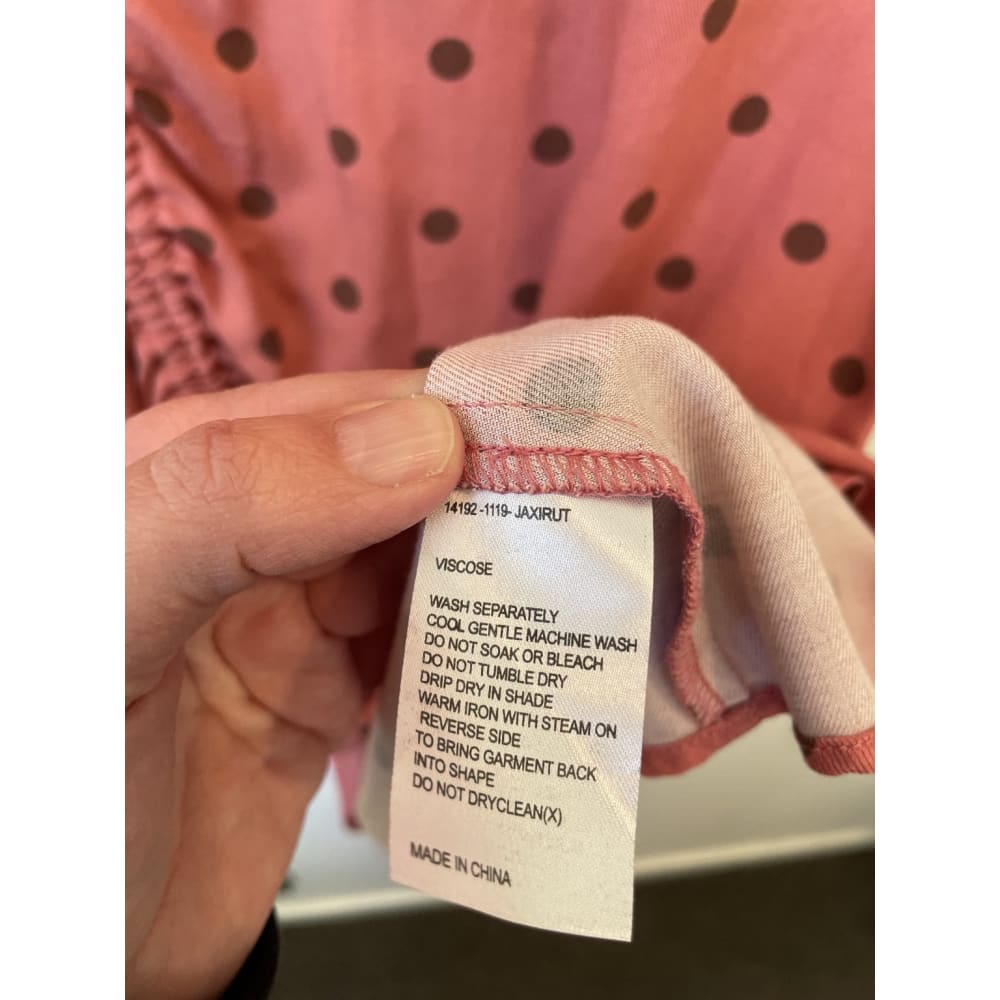 14192-1119- JAXIRUT
VISCOSE
WASH SEPARATELY
COOL GENTLE MACHINE WASH
DO NOT SOAK OR BLEACH
DO NOT TUMBLE DRY
DRIP DRY IN SHADE
WARM IRON WITH STEAM ON
REVERSE SIDE
TO BRING GARMENT BACK
INTO SHAPE
DO NOT DRYCLEAN(X)
MADE IN CHINA